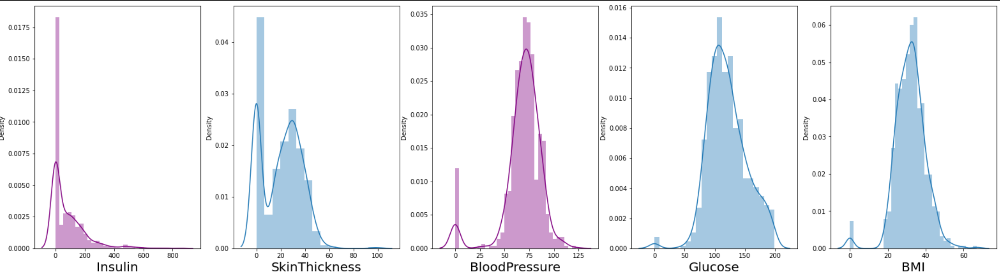 Density
0.0175
0.0150
0.0125
0.0100
0.0075
0.0050
0.0025
0.0000
0 200 400 600 800
Insulin
Density
0.04
0.03
0.02
0.01
0.00
0 20 40 60 80 100
SkinThickness
Density
0.035
0.030
0.025
0.020
0.015
0.010
0.005
0.000
0 25 50 75 100 125
BloodPressure
Density
0.016
0.014
0.012
0.010
0.008
0.006
0.004
0.002
0.000
0 50 100 150 200
Glucose
Density
0.06
0.05
0.04
0.03
0.02
0.01
0.00
0 20 40 60
BMI